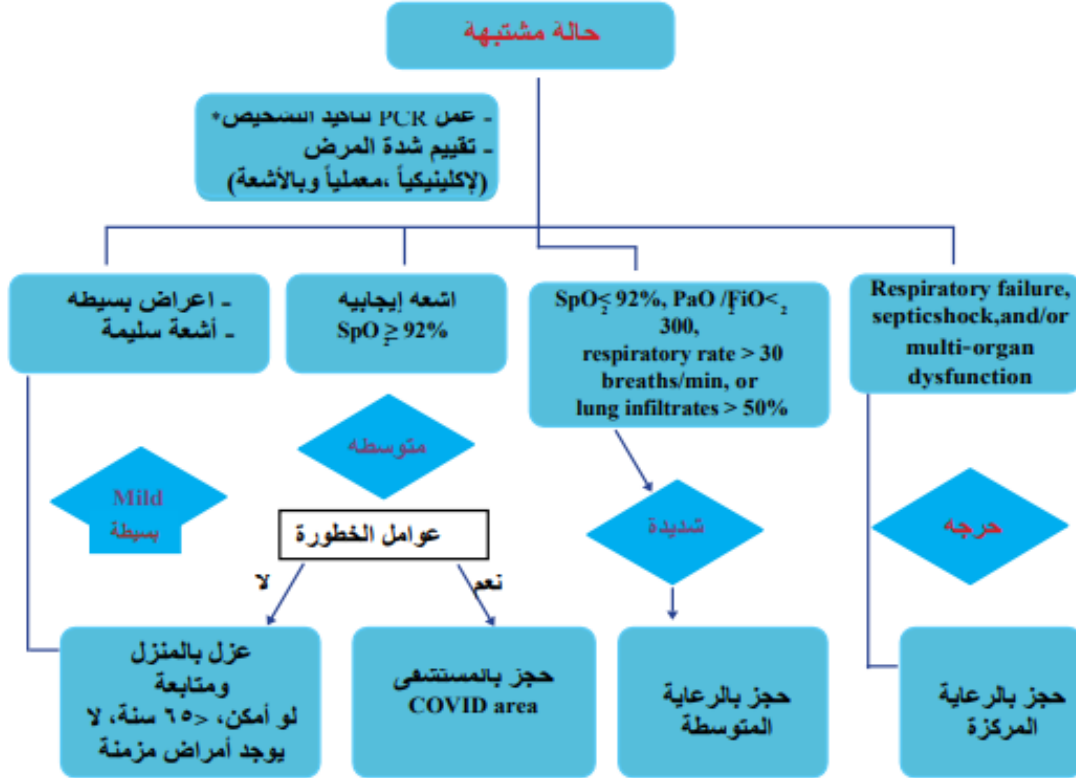 حالة مشتبهة
- عمل PCR لتأكيد التشخيص*
- تقييم شدة المرض
(لإكلينيكياً ،معملياً وبالأشعة)
- اعراض بسيطه
- أشعة سليمة
اشعه إيجابيه
SpO₂ ≥ 92%
SpO₂≤ 92%, PaO₂/FiO₂<
300,
respiratory rate > 30
breaths/min, or
lung infiltrates > 50%
Respiratory failure,
septicshock,and/or
multi-organ
dysfunction
Mild
بسيطة
متوسطه
شديدة
حرجه
عوامل الخطورة
لا
نعم
عزل بالمنزل
ومتابعة
لو أمكن، <٦٥ سنة، لا
يوجد أمراض مزمنة
حجز بالمستشفى
COVID area
حجز بالرعاية
المتوسطة
حجز بالرعاية
المركزة